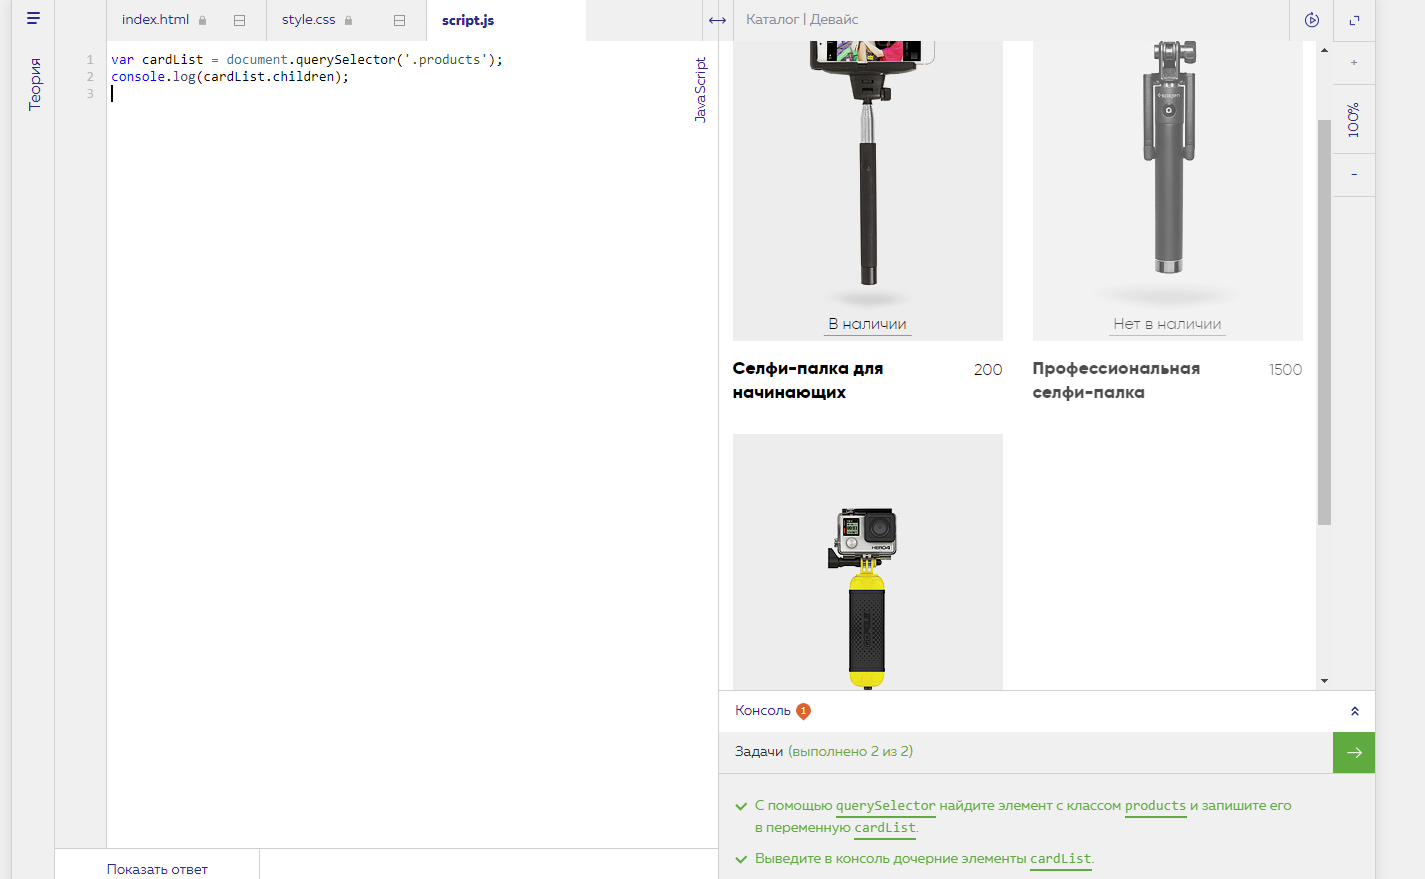 index.html
style.css
script.js
Каталог | Девайс
Теория
1 var cardList = document.querySelector('.products');
2 console.log(cardList.children);
3
JavaScript
+
100%
-
В наличии
Нет в наличии
Селфи-палка для
начинающих
200
Профессиональная
селфи-палка
1500
HERO4
Консоль 1
Задачи (выполнено 2 из 2)
С помощью querySelector найдите элемент с классом products и запишите его
в переменную cardList.
Выведите в консоль дочерние элементы cardList.
Показать ответ